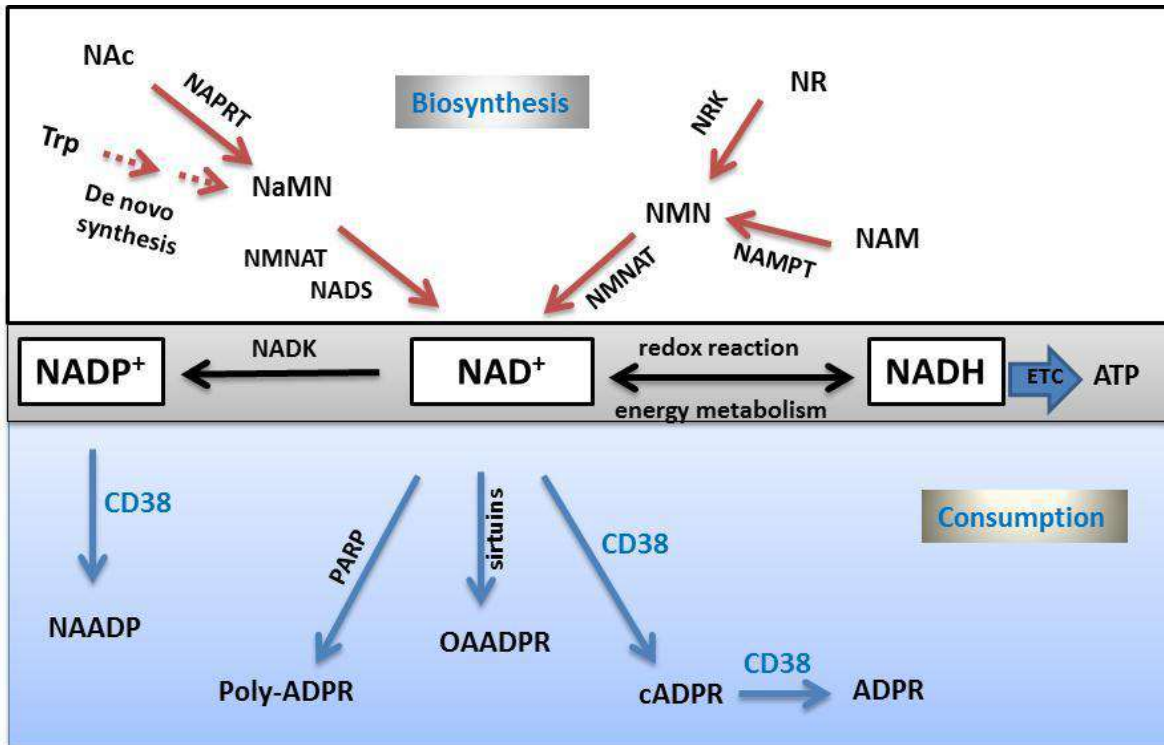 NAc
NAPRT
Biosynthesis
NR
NRK
Trp
NaMN
De novo
synthesis
NMN
NAM
NAMPT
NMNAT
NADS
NMNAT
NADP+
NADK
NAD+
redox reaction
energy metabolism
NADH
ETC
ATP
CD38
PARP
sirtuins
CD38
Consumption
NAADP
OAADPR
Poly-ADPR
cADPR
CD38
ADPR